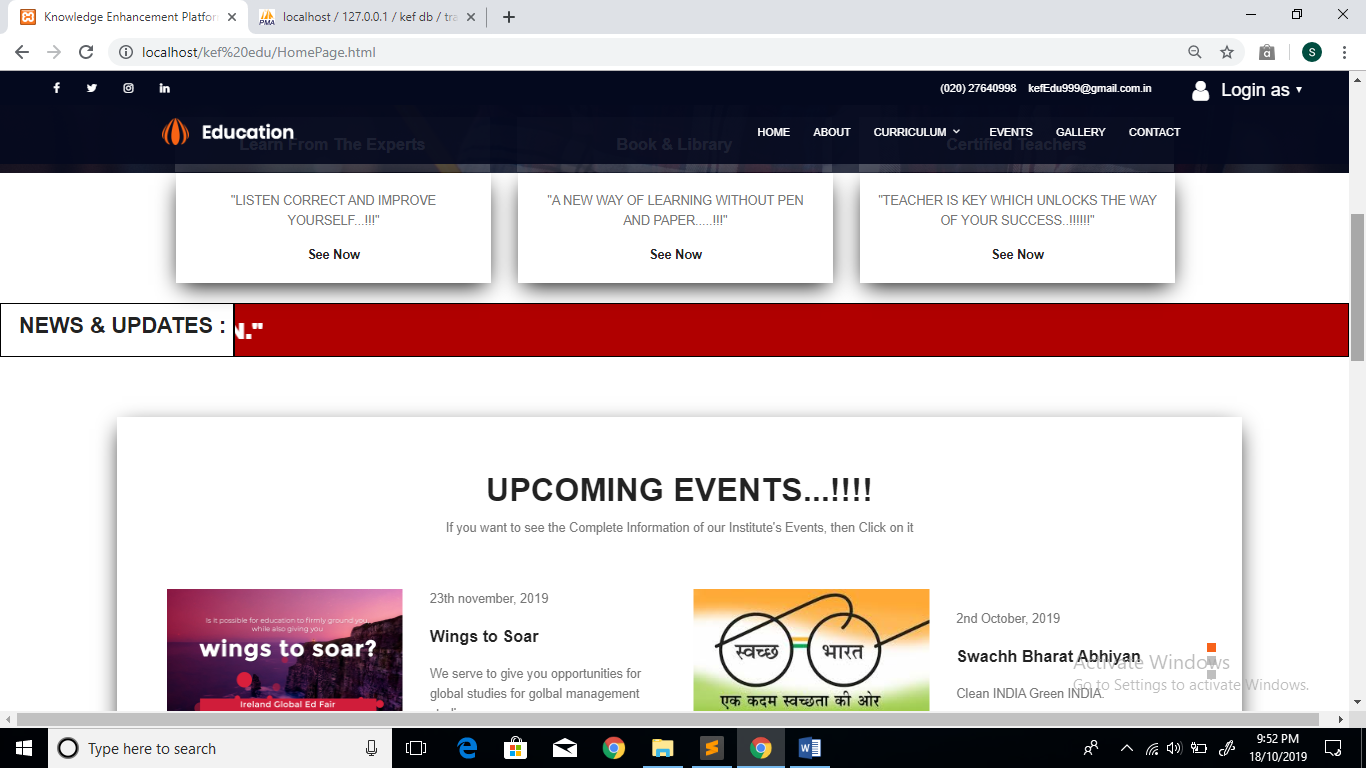 Knowledge Enhancement Platfor
localhost / 127.0.0.1 / kef db / tra
localhost/kef%20edu/HomePage.html
S
(020) 27640998 kefEdu999@gmail.com.in
Login as
Education
HOME ABOUT CURRICULUM EVENTS GALLERY CONTACT
Learn From The Experts
Book & Library
Certified Teachers
"LISTEN CORRECT AND IMPROVE
YOURSELF...!!!"
See Now
"A NEW WAY OF LEARNING WITHOUT PEN
AND PAPER.....!!!"
See Now
"TEACHER IS KEY WHICH UNLOCKS THE WAY
OF YOUR SUCCESS..!!!!!!"
See Now
NEWS & UPDATES :
N."
UPCOMING EVENTS...!!!!
If you want to see the Complete Information of our Institute's Events, then Click on it
Is it possible for education to firmly ground you...
while also giving you
wings to soar?
Ireland Global Ed Fair
23th november, 2019
Wings to Soar
We serve to give you opportunities for
global studies for golbal management
स्वच्छ भारत
एक कदम स्वच्छता की ओर
2nd October, 2019
Swachh Bharat Abhiyan
Clean INDIA Green INDIA.
Activate Windows
Go to Settings to activate Windows.
Type here to search
9:52 PM
18/10/2019